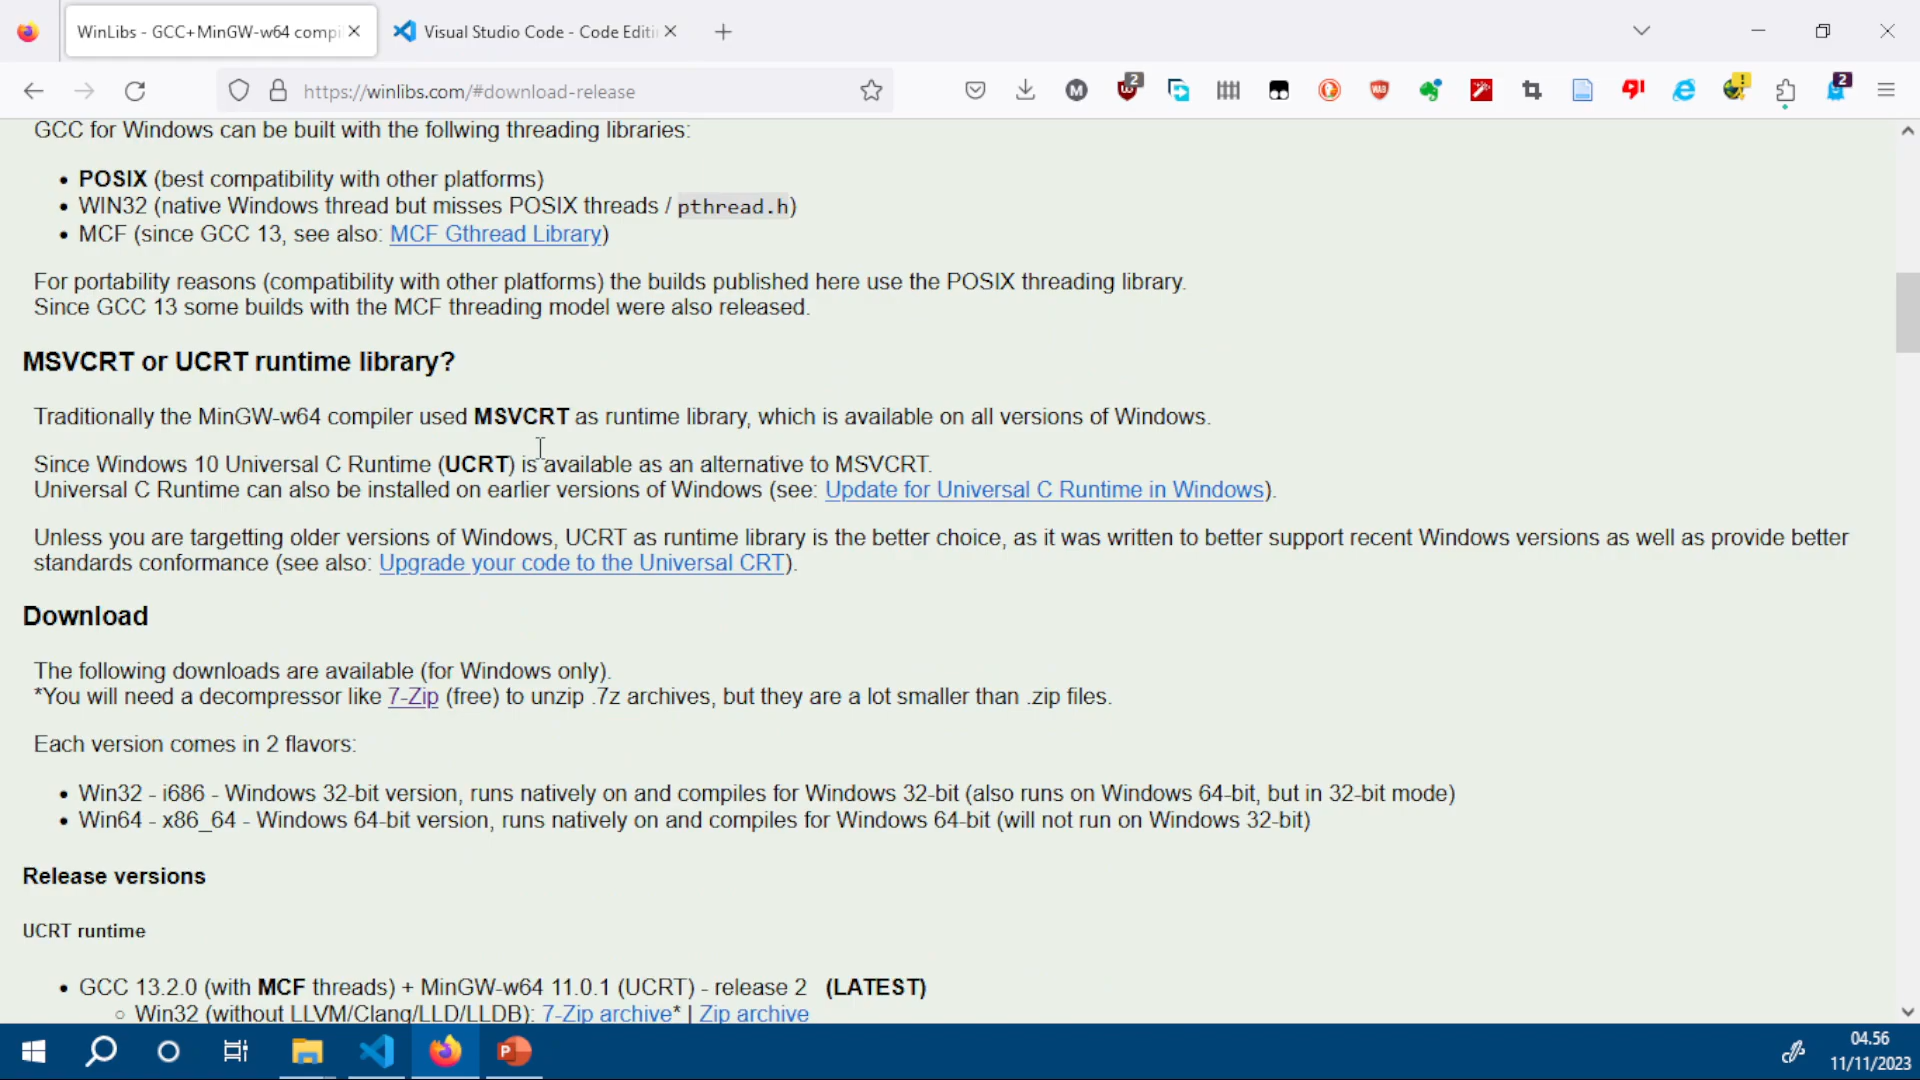 WinLibs - GCC+MinGW-w64 compi
Visual Studio Code - Code Editi
https://winlibs.com/#download-release
2
2
GCC for Windows can be built with the follwing threading libraries:
• POSIX (best compatibility with other platforms)
• WIN32 (native Windows thread but misses POSIX threads / pthread.h)
• MCF (since GCC 13, see also: MCF Gthread Library)
For portability reasons (compatibility with other platforms) the builds published here use the POSIX threading library.
Since GCC 13 some builds with the MCF threading model were also released.
MSVCRT or UCRT runtime library?
Traditionally the MinGW-w64 compiler used MSVCRT as runtime library, which is available on all versions of Windows.
Since Windows 10 Universal C Runtime (UCRT) is available as an alternative to MSVCRT.
Universal C Runtime can also be installed on earlier versions of Windows (see: Update for Universal C Runtime in Windows).
Unless you are targetting older versions of Windows, UCRT as runtime library is the better choice, as it was written to better support recent Windows versions as well as provide better
standards conformance (see also: Upgrade your code to the Universal CRT).
Download
The following downloads are available (for Windows only).
*You will need a decompressor like 7-Zip (free) to unzip .7z archives, but they are a lot smaller than .zip files.
Each version comes in 2 flavors:
• Win32 - i686 - Windows 32-bit version, runs natively on and compiles for Windows 32-bit (also runs on Windows 64-bit, but in 32-bit mode)
• Win64 - x86_64 - Windows 64-bit version, runs natively on and compiles for Windows 64-bit (will not run on Windows 32-bit)
Release versions
UCRT runtime
• GCC 13.2.0 (with MCF threads) + MinGW-w64 11.0.1 (UCRT) - release 2 (LATEST)
○ Win32 (without LLVM/Clang/LLD/LLDB): 7-Zip archive* | Zip archive
04.56
11/11/2023